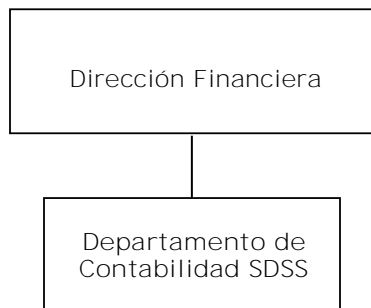 Dirección Financiera
Departamento de
Contabilidad SDSS